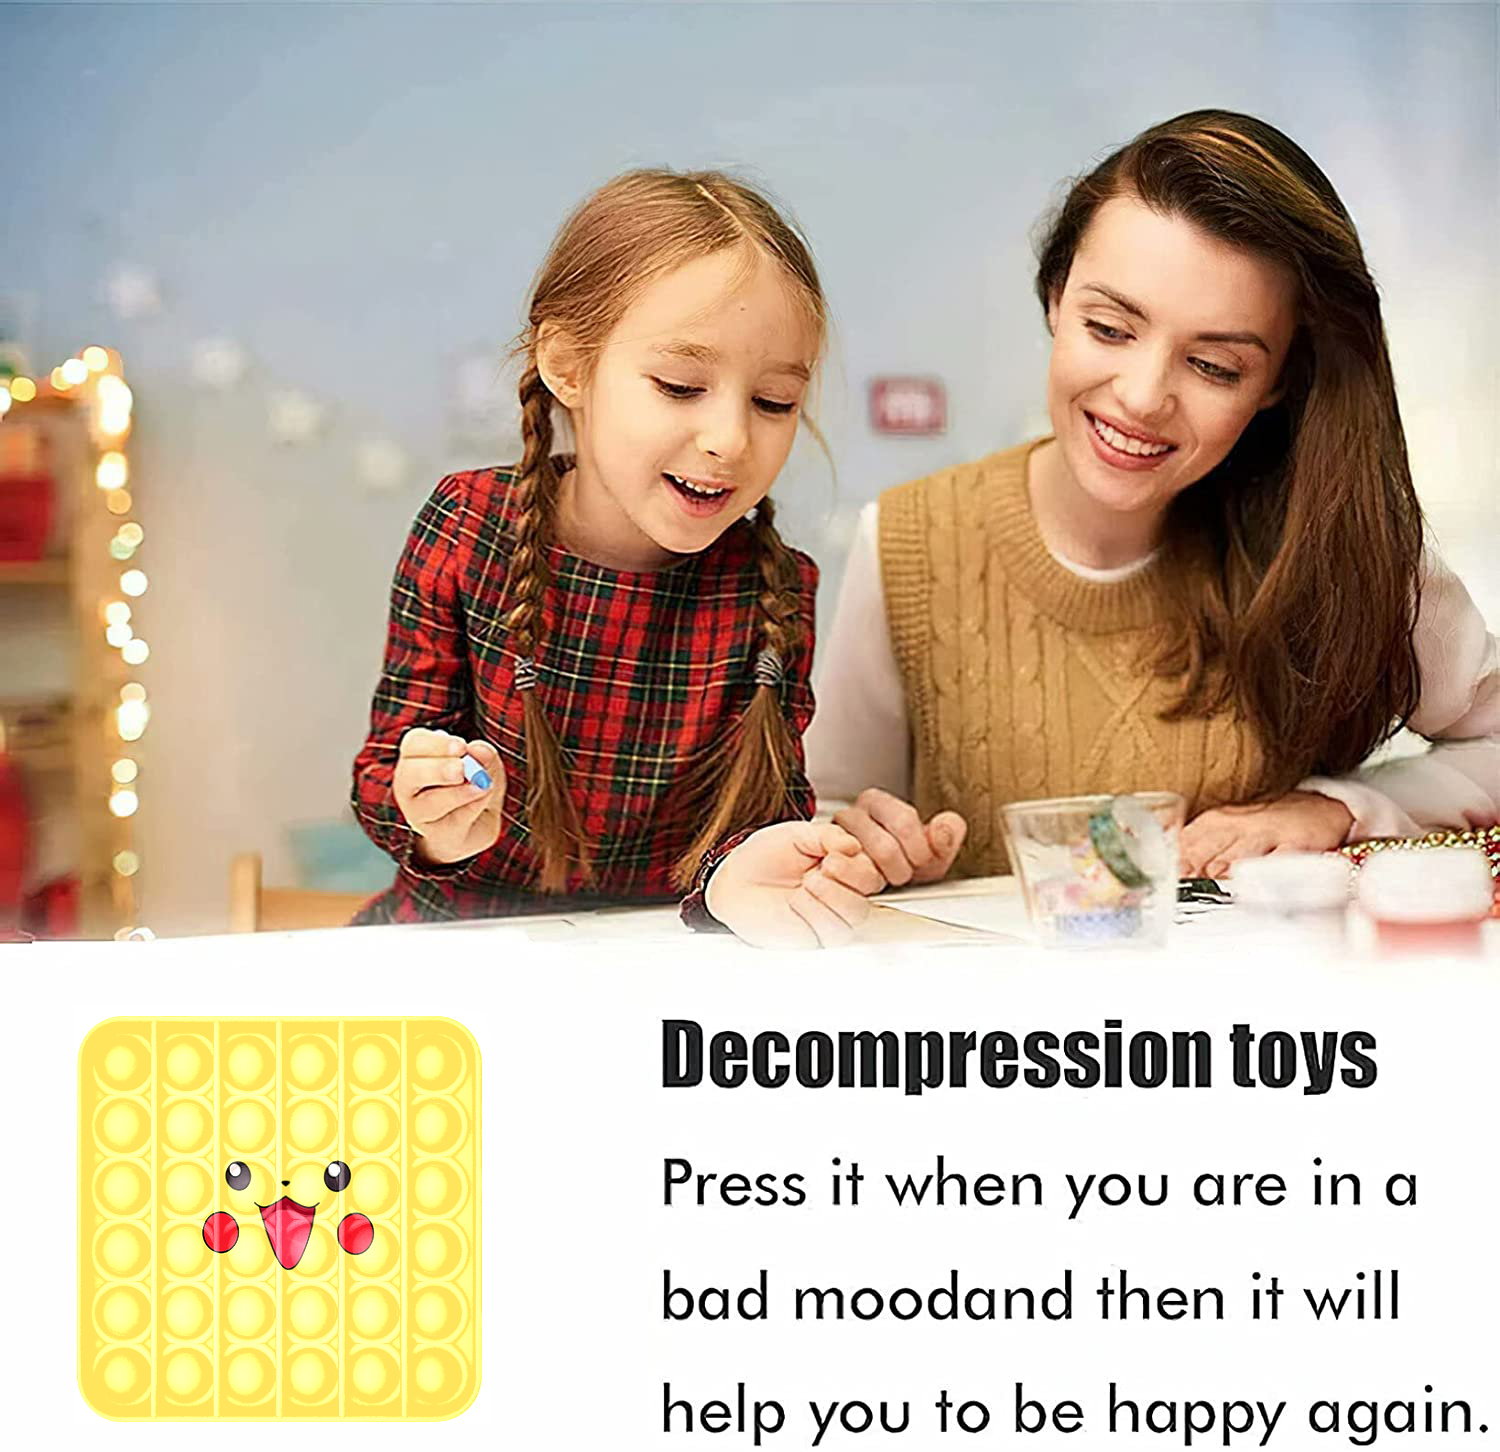 Decompression toys
Press it when you are in a
bad moodand then it will
help you to be happy again.